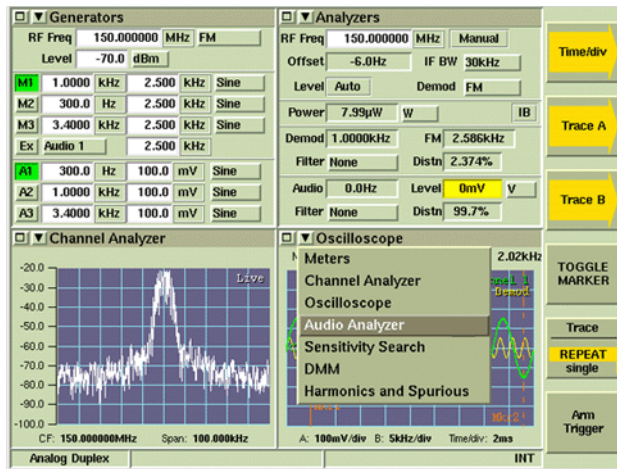 Generators
RF Freq 150.000000 MHz FM
Level -70.0 dBm
M1 1.0000 kHz 2.500 kHz Sine
M2 300.0 Hz 2.500 kHz Sine
M3 3.4000 kHz 2.500 kHz Sine
Ex Audio 1 2.500 kHz
A1 300.0 Hz 100.0 mV Sine
A2 1.0000 kHz 100.0 mV Sine
A3 3.4000 kHz 100.0 mV Sine
Analyzers
RF Freq 150.000000 MHz Manual
Offset -6.0Hz IF BW 30kHz
Level Auto Demod FM
Power 7.99µW W IB
Demod 1.0000kHz FM 2.586kHz
Filter None Distn 2.374%
Audio 0.0Hz Level 0mV V
Filter None Distn 99.7%
Channel Analyzer
Live
-20.0
-30.0
-40.0
-50.0
-60.0
-70.0
-80.0
-90.0
-100.0
CF: 150.000000MHz Span: 100.000kHz
Oscilloscope
2.02kHz
Demod
Meters
Channel Analyzer
Oscilloscope
Audio Analyzer
Sensitivity Search
DMM
Harmonics and Spurious
A: 100mV/div B: 5kHz/div Time/div: 2ms
Time/div
Trace A
Trace B
TOGGLE
MARKER
Trace
REPEAT
single
Arm
Trigger
Analog Duplex
INT